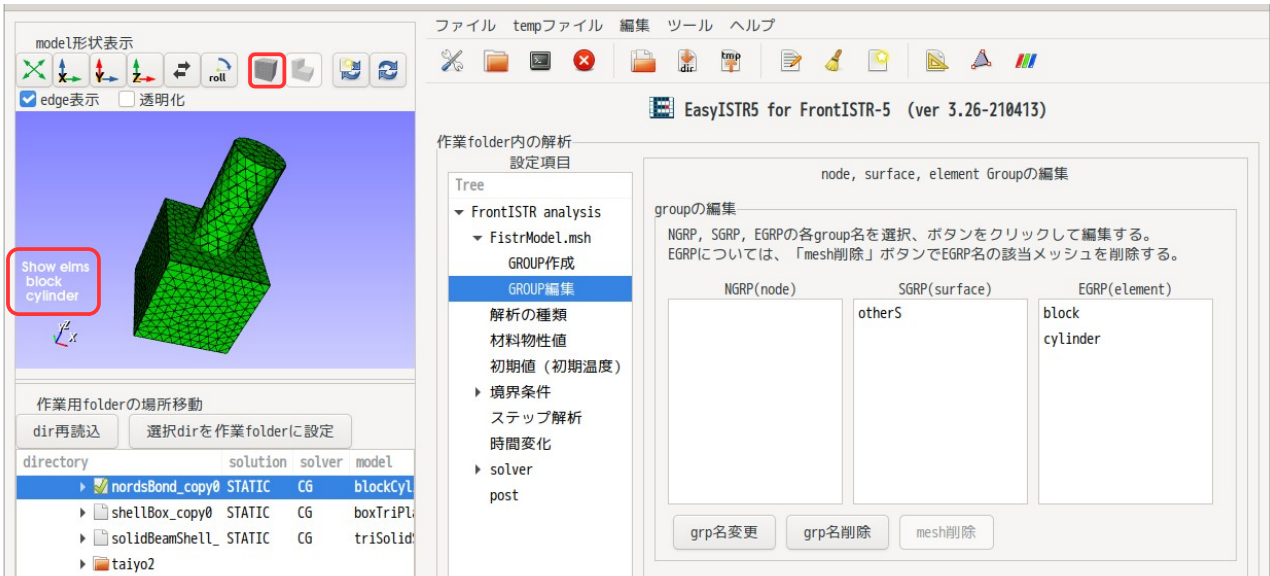 model形状表示
X
Y
Z
roll
edge表示
透明化
Show elms
block
cylinder
YZ
X
作業用folderの場所移動
dir再読込
選択dirを作業folderに設定
directory solution solver model
nordsBond_copy0 STATIC CG blockCyl
shellBox_copy0 STATIC CG boxTriPla
solidBeamShell_ STATIC CG triSolid
taiyo2
ファイル tempファイル 編集 ツール ヘルプ
dir
tmp
EasyISTR5 for FrontISTR-5 (ver 3.26-210413)
作業folder内の解析
設定項目
Tree
FrontISTR analysis
FistrModel.msh
GROUP作成
GROUP編集
解析の種類
材料物性値
初期値（初期温度）
境界条件
ステップ解析
時間変化
solver
post
node, surface, element Groupの編集
groupの編集
NGRP, SGRP, EGRPの各group名を選択、ボタンをクリックして編集する。
EGRPについては、「mesh削除」ボタンでEGRP名の該当メッシュを削除する。
NGRP(node) SGRP(surface) EGRP(element)
otherS
block
cylinder
grp名変更 grp名削除 mesh削除